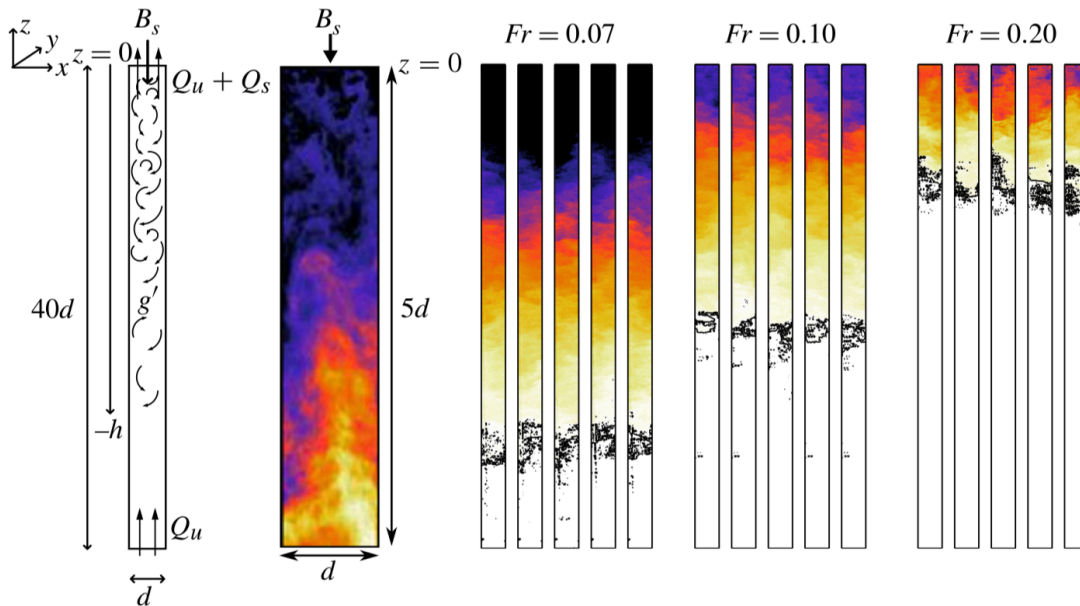 z
y
x
z = 0
B_s
Q_u + Q_s
40d
g′
–h
Q_u
d
B_s
z = 0
5d
d
Fr = 0.07
Fr = 0.10
Fr = 0.20